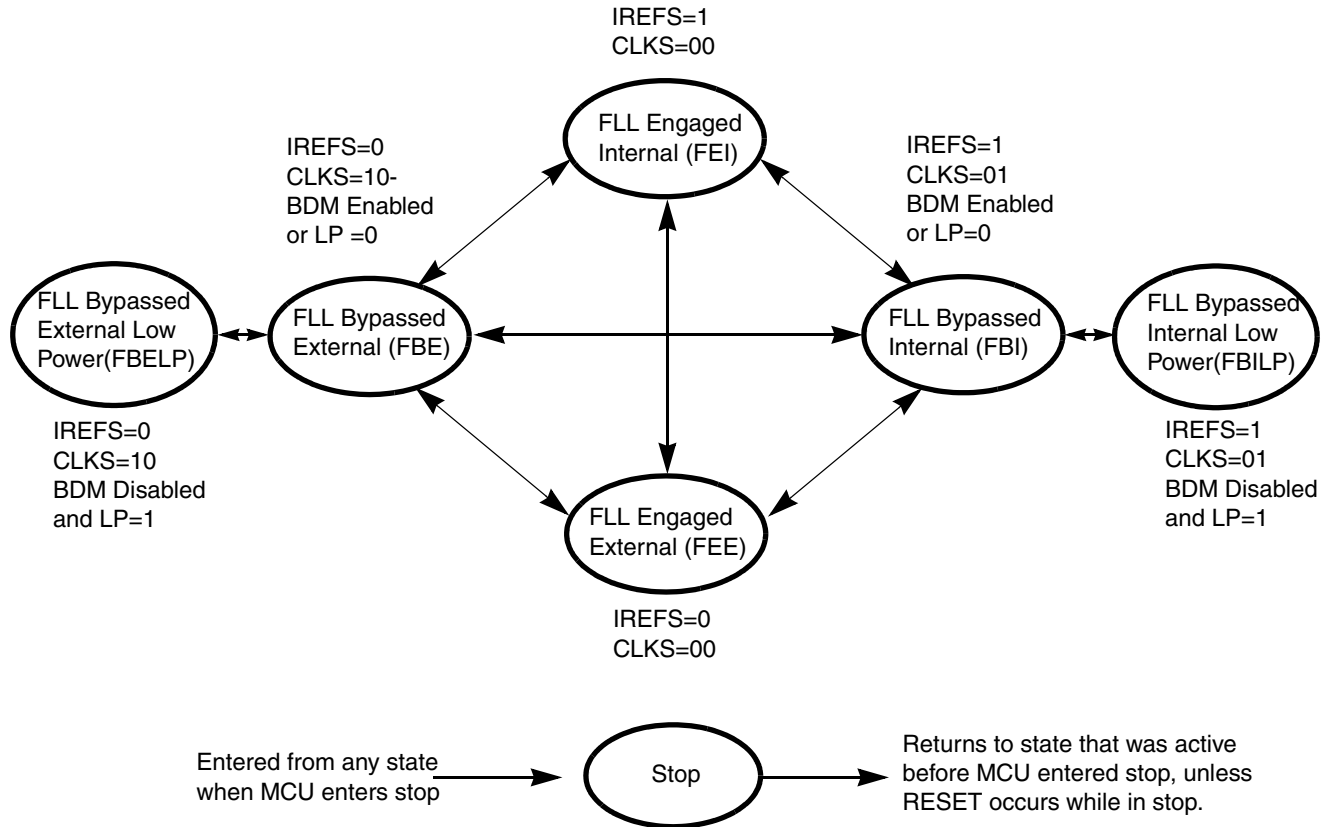 IREFS=1
CLKS=00
FLL Engaged
Internal (FEI)
IREFS=0
CLKS=10-
BDM Enabled
or LP =0
IREFS=1
CLKS=01
BDM Enabled
or LP=0
FLL Bypassed
External Low
Power(FBELP)
FLL Bypassed
External (FBE)
FLL Bypassed
Internal (FBI)
FLL Bypassed
Internal Low
Power(FBILP)
IREFS=0
CLKS=10
BDM Disabled
and LP=1
IREFS=1
CLKS=01
BDM Disabled
and LP=1
FLL Engaged
External (FEE)
IREFS=0
CLKS=00
Entered from any state
when MCU enters stop
Stop
Returns to state that was active
before MCU entered stop, unless
RESET occurs while in stop.